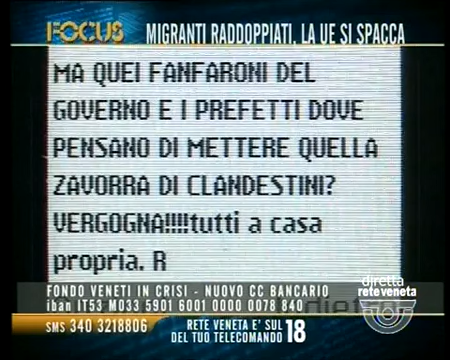 FOCUS MIGRANTI RADDOPPIATI, LA UE SI SPACCA
MA QUEI FANFARONI DEL
GOVERNO E I PREFETTI DOVE
PENSANO DI METTERE QUELLA
ZAVORRA DI CLANDESTINI?
VERGOGNA!!!!tutti a casa
propria. R
FONDO VENETI IN CRISI - NUOVO CC BANCARIO
iban IT53 M033 5901 6001 0000 0078 840
diretta
reteveneta
SMS 340 3218806
RETE VENETA E' SUL
DEL TUO TELECOMANDO 18